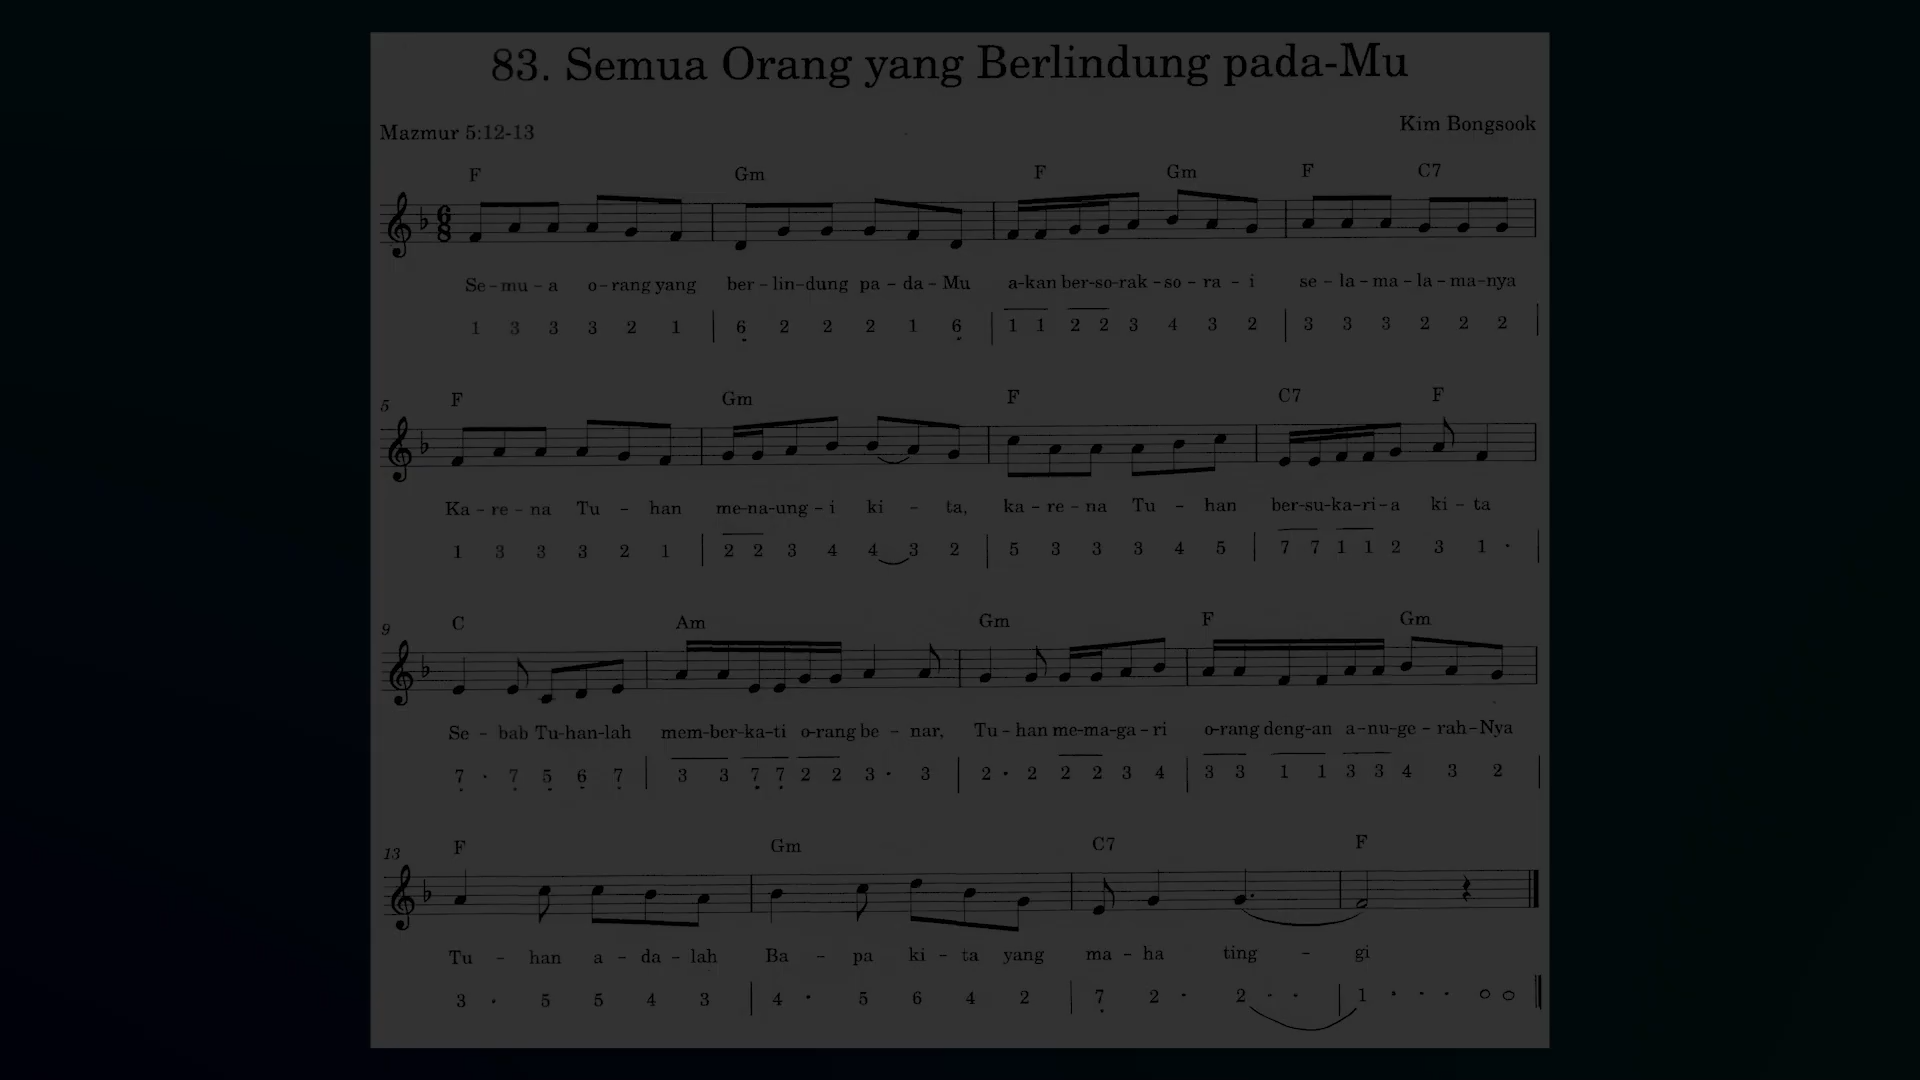 83. Semua Orang yang Berlindung pada-Mu
Mazmur 5:12-13
Kim Bongsook
F Gm F Gm F C7
6
8
Se-mu-a o-rang yang ber-lin-dung pa-da-Mu a-kan ber-so-rak-so-ra-i se-la-ma-la-ma-nya
1 3 3 3 2 1 | 6̣ 2 2 2 1 6̣ | 1 1 2 2 3 4 3 2 | 3 3 3 2 2 2 |
5
F Gm F C7 F
Ka-re-na Tu-han me-na-ung-i ki-ta, ka-re-na Tu-han ber-su-ka-ri-a ki-ta
1 3 3 3 2 1 | 2 2 3 4 4 3 2 | 5 3 3 3 4 5 | 7 7 1 1 2 3 1 · |
9
C Am Gm F Gm
Se-bab Tu-han-lah mem-ber-ka-ti o-rang be-nar, Tu-han me-ma-ga-ri o-rang deng-an a-nu-ge-rah-Nya
7̣ · 7̣ 5̣ 6̣ 7̣ | 3 3 7̣ 7̣ 2 2 3 · 3 | 2 · 2 2 2 3 4 | 3 3 1 1 3 3 4 3 2 |
13
F Gm C7 F
Tu-han a-da-lah Ba-pa ki-ta yang ma-ha ting-gi
3 · 5 5 4 3 | 4 · 5 6 4 2 | 7̣ 2 · 2 · · | 1 · · · 0 0 ||